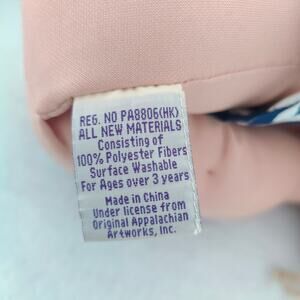 REG. NO PA8806(HK)
ALL NEW MATERIALS
Consisting of
100% Polyester Fibers
Surface Washable
For Ages over 3 years
Made in China
Under license from
Original Appalachian
Artworks, Inc.